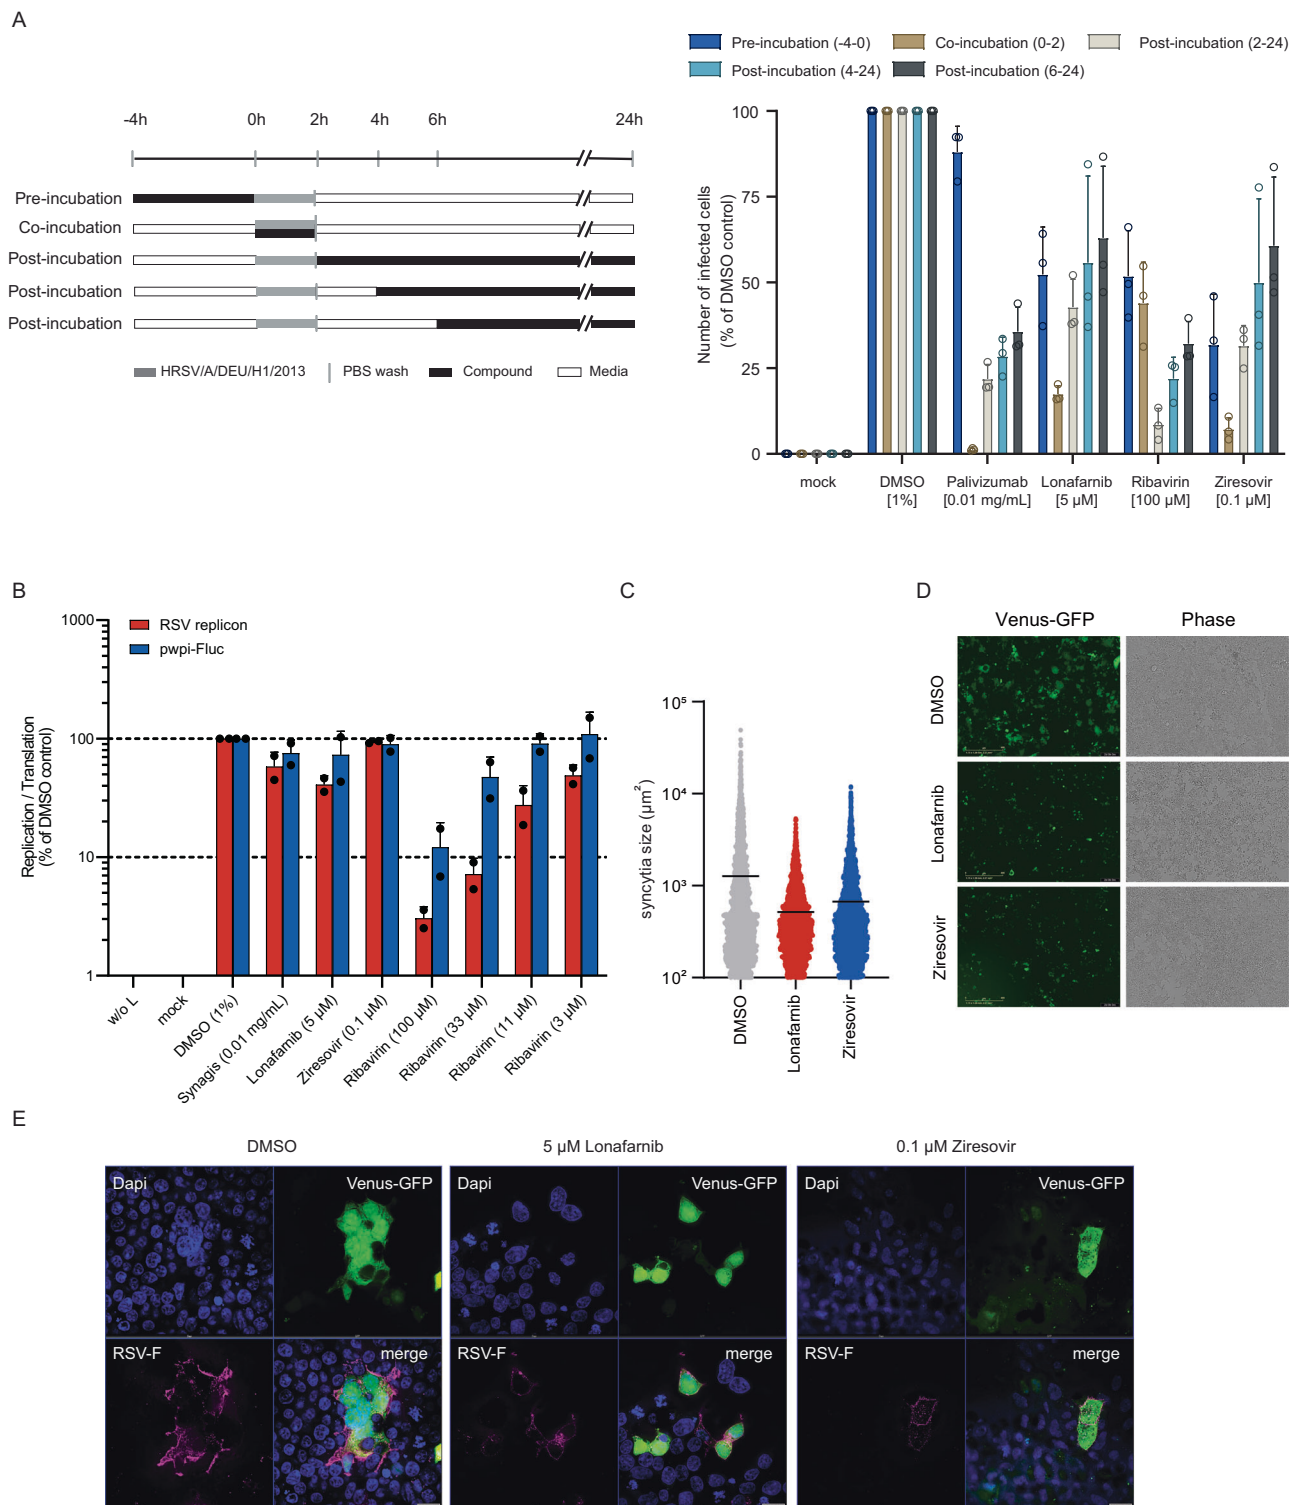 A
Pre-incubation (-4-0)
Co-incubation (0-2)
Post-incubation (2-24)
Post-incubation (4-24)
Post-incubation (6-24)
-4h 0h 2h 4h 6h 24h
Pre-incubation
Co-incubation
Post-incubation
Post-incubation
Post-incubation
HRSV/A/DEU/H1/2013 PBS wash Compound Media
Number of infected cells
(% of DMSO control)
100
75
50
25
0
mock
DMSO
[1%]
Palivizumab
[0.01 mg/mL]
Lonafarnib
[5 µM]
Ribavirin
[100 µM]
Ziresovir
[0.1 µM]
B
RSV replicon
pwpi-Fluc
Replication / Translation
(% of DMSO control)
1000
100
10
1
w/o L
mock
DMSO (1%)
Synagis (0.01 mg/mL)
Lonafarnib (5 µM)
Ziresovir (0.1 µM)
Ribavirin (100 µM)
Ribavirin (33 µM)
Ribavirin (11 µM)
Ribavirin (3 µM)
C
syncytia size (µm²)
10⁵
10⁴
10³
10²
DMSO
Lonafarnib
Ziresovir
D
Venus-GFP Phase
DMSO
Lonafarnib
Ziresovir
E
DMSO 5 µM Lonafarnib 0.1 µM Ziresovir
Dapi Venus-GFP Dapi Venus-GFP Dapi Venus-GFP
RSV-F merge RSV-F merge RSV-F merge